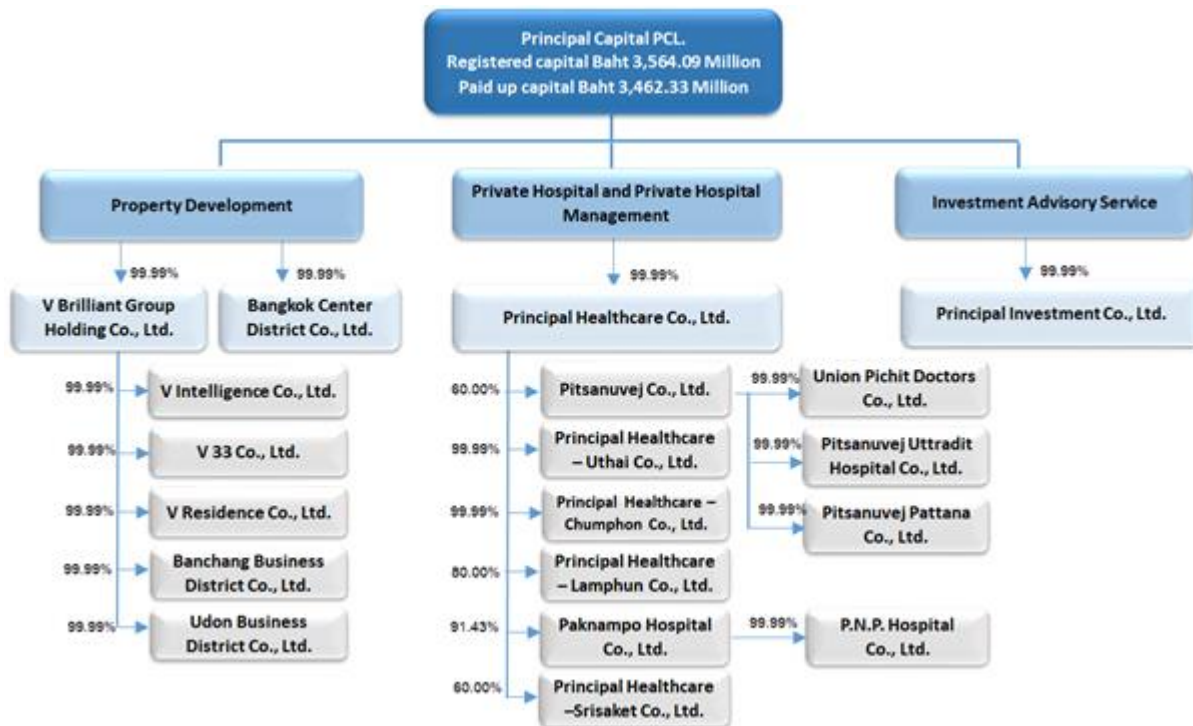 Principal Capital PCL.
Registered capital Baht 3,564.09 Million
Paid up capital Baht 3,462.33 Million
Property Development
Private Hospital and Private Hospital
Management
Investment Advisory Service
99.99%
99.99%
99.99%
99.99%
V Brilliant Group
Holding Co., Ltd.
Bangkok Center
District Co., Ltd.
Principal Healthcare Co., Ltd.
Principal Investment Co., Ltd.
99.99%
V Intelligence Co., Ltd.
99.99%
V 33 Co., Ltd.
99.99%
V Residence Co., Ltd.
99.99%
Banchang Business
District Co., Ltd.
99.99%
Udon Business
District Co., Ltd.
60.00%
Pitsanuvej Co., Ltd.
99.99%
Principal Healthcare
– Uthai Co., Ltd.
99.99%
Principal Healthcare –
Chumphon Co., Ltd.
80.00%
Principal Healthcare
– Lamphun Co., Ltd.
91.43%
Paknampo Hospital
Co., Ltd.
60.00%
Principal Healthcare
–Srisaket Co., Ltd.
99.99%
Union Pichit Doctors
Co., Ltd.
99.99%
Pitsanuvej Uttradit
Hospital Co., Ltd.
99.99%
Pitsanuvej Pattana
Co., Ltd.
99.99%
P.N.P. Hospital
Co., Ltd.